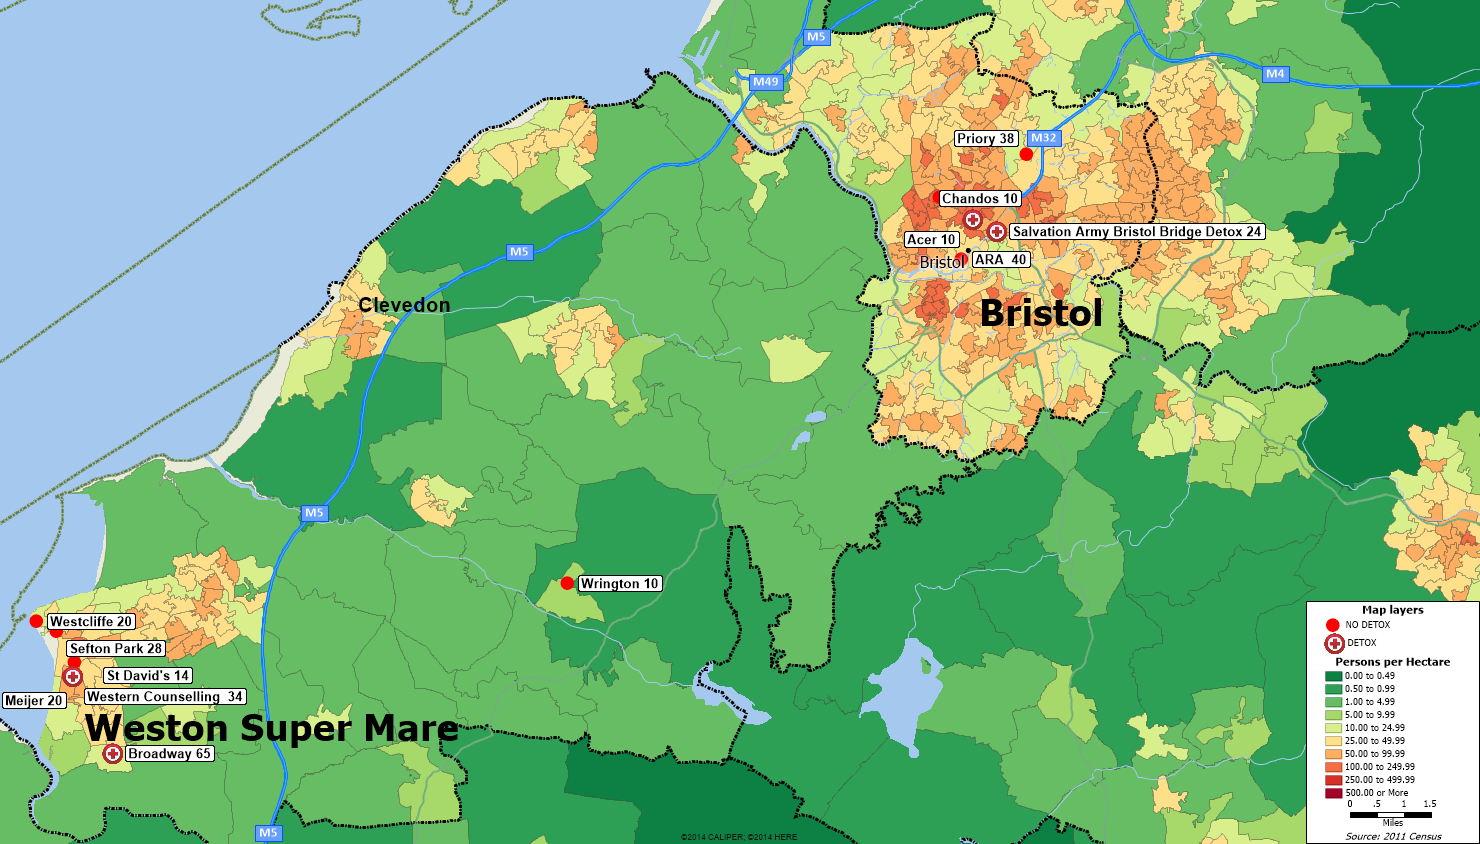 M5
M49
M4
Priory 38
M32
Chandos 10
Salvation Army Bristol Bridge Detox 24
Acer 10
Bristol
ARA  40
M5
Clevedon
Bristol
M5
Wrington 10
Westcliffe 20
Sefton Park 28
St David's 14
Western Counselling  34
Meijer 20
Weston Super Mare
Broadway 65
M5
©2014 CALIPER; ©2014 HERE
Map layers
NO DETOX
DETOX
Persons per Hectare
0.00 to 0.49
0.50 to 0.99
1.00 to 4.99
5.00 to 9.99
10.00 to 24.99
25.00 to 49.99
50.00 to 99.99
100.00 to 249.99
250.00 to 499.99
500.00 or More
0 .5 1 1.5
Miles
Source: 2011 Census